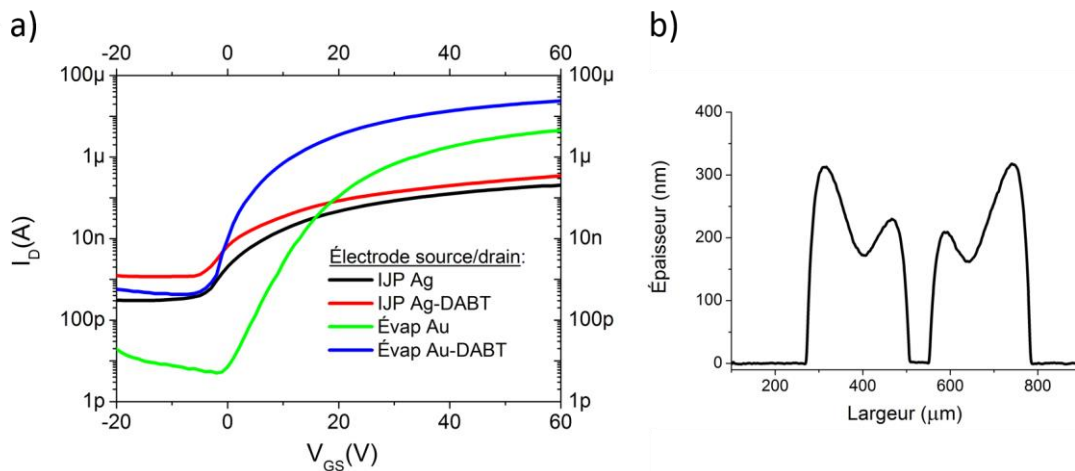 a)
b)
-20 0 20 40 60
100µ 100µ
1µ 1µ
10n 10n
100p 100p
1p 1p
I_D(A)
Électrode source/drain:
IJP Ag
IJP Ag-DABT
Évap Au
Évap Au-DABT
-20 0 20 40 60
V_GS(V)
400
300
200
100
0
Épaisseur (nm)
200 400 600 800
Largeur (µm)